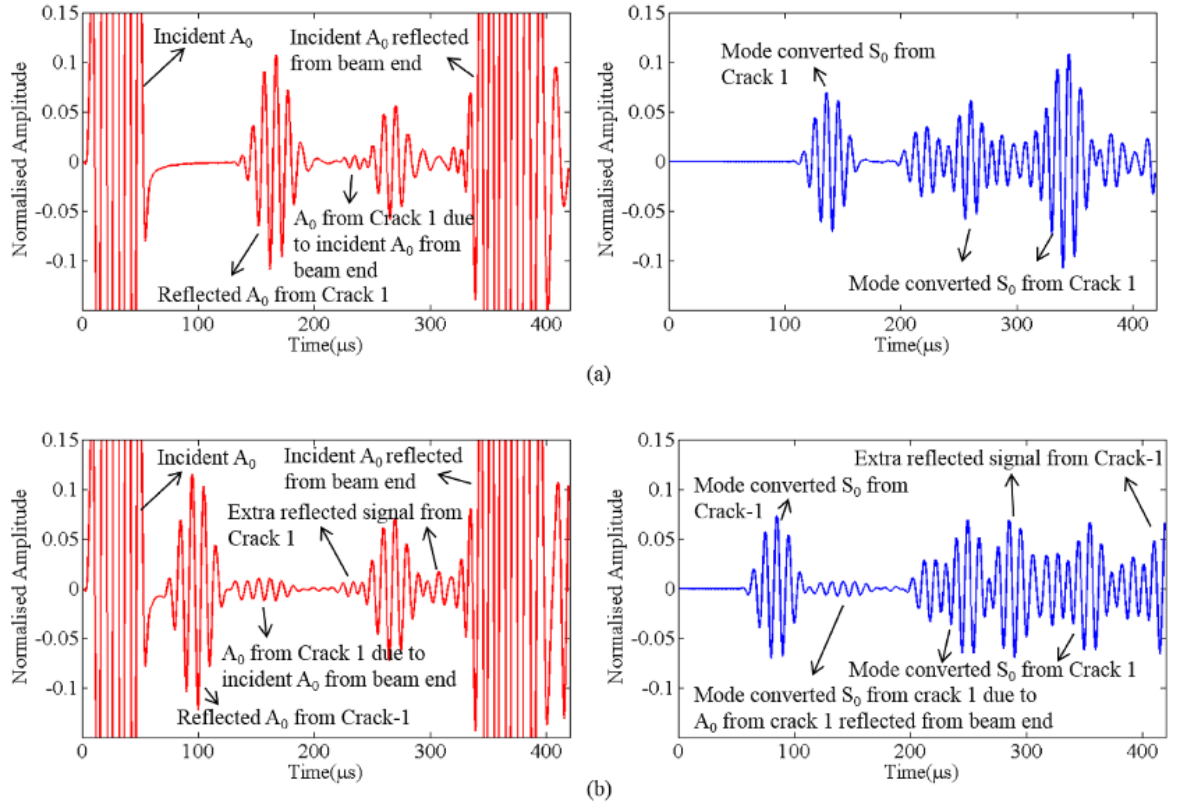 0.15
0.1
0.05
0
-0.05
-0.1
Normalised Amplitude
Incident A₀
Incident A₀ reflected
from beam end
A₀ from Crack 1 due
to incident A₀ from
beam end
Reflected A₀ from Crack 1
0 100 200 300 400
Time(μs)
0.15
0.1
0.05
0
-0.05
-0.1
Normalised Amplitude
Mode converted S₀ from
Crack 1
Mode converted S₀ from Crack 1
0 100 200 300 400
Time(μs)
(a)
0.15
0.1
0.05
0
-0.05
-0.1
Normalised Amplitude
Incident A₀
Incident A₀ reflected
from beam end
Extra reflected signal from
Crack 1
A₀ from Crack 1 due to
incident A₀ from beam end
Reflected A₀ from Crack-1
0 100 200 300 400
Time(μs)
0.15
0.1
0.05
0
-0.05
-0.1
Normalised Amplitude
Extra reflected signal from Crack-1
Mode converted S₀ from
Crack-1
Mode converted S₀ from Crack 1
Mode converted S₀ from crack 1 due to
A₀ from crack 1 reflected from beam end
0 100 200 300 400
Time(μs)
(b)